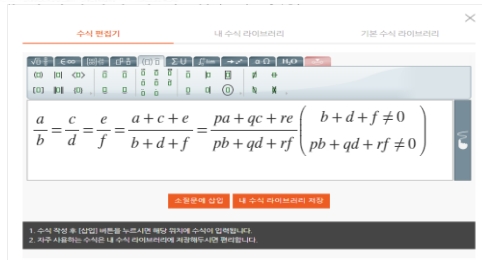 수식 편집기 내 수식 라이브러리 기본 수식 라이브러리
a/b = c/d = e/f = (a + c + e)/(b + d + f) = (pa + qc + re)/(pb + qd + rf) ( b + d + f ≠ 0
pb + qd + rf ≠ 0 )
소질문에 삽입 내 수식 라이브러리 저장
1. 수식 작성 후 [삽입] 버튼을 누르시면 해당 위치에 수식이 입력됩니다.
2. 자주 사용하는 수식은 내 수식 라이브러리에 저장해두시면 편리합니다.